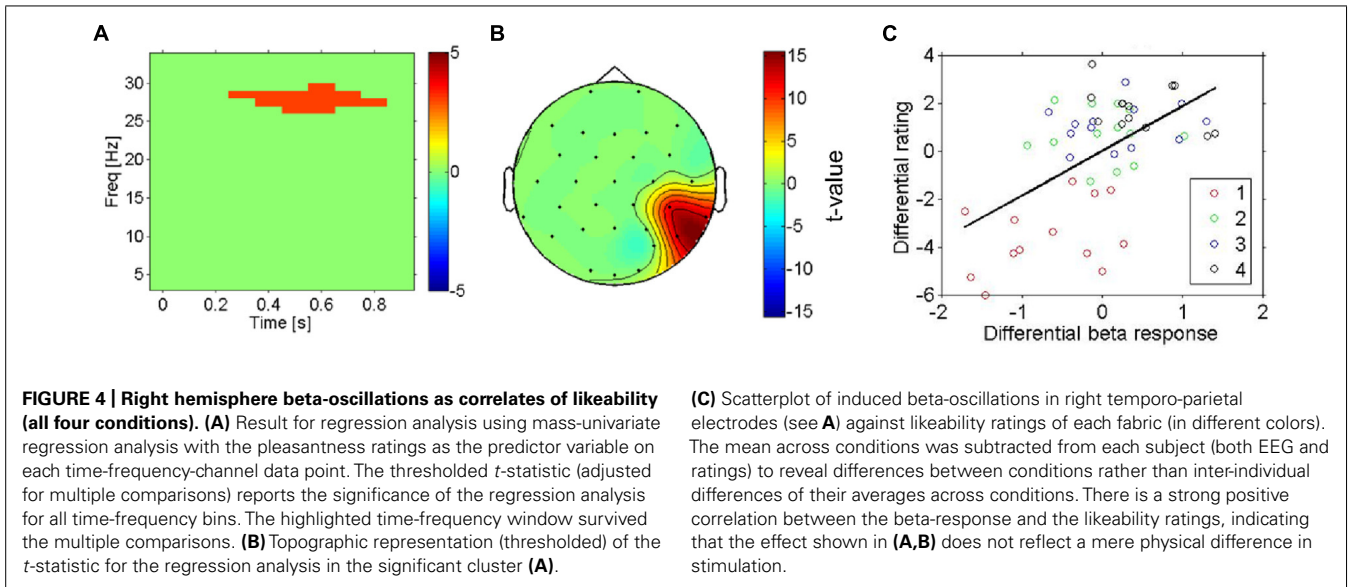 A
B
C
30
25
20
15
10
5
Freq [Hz]
0 0.2 0.4 0.6 0.8
Time [s]
5
0
-5
15
10
5
0
-5
-10
-15
t-value
4
2
0
-2
-4
-6
Differential rating
-2 -1 0 1 2
Differential beta response
1
2
3
4
FIGURE 4 | Right hemisphere beta-oscillations as correlates of likeability
(all four conditions). (A) Result for regression analysis using mass-univariate
regression analysis with the pleasantness ratings as the predictor variable on
each time-frequency-channel data point. The thresholded t-statistic (adjusted
for multiple comparisons) reports the significance of the regression analysis
for all time-frequency bins. The highlighted time-frequency window survived
the multiple comparisons. (B) Topographic representation (thresholded) of the
t-statistic for the regression analysis in the significant cluster (A).
(C) Scatterplot of induced beta-oscillations in right temporo-parietal
electrodes (see A) against likeability ratings of each fabric (in different colors).
The mean across conditions was subtracted from each subject (both EEG and
ratings) to reveal differences between conditions rather than inter-individual
differences of their averages across conditions. There is a strong positive
correlation between the beta-response and the likeability ratings, indicating
that the effect shown in (A,B) does not reflect a mere physical difference in
stimulation.